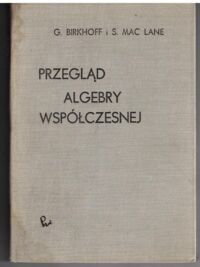 G. BIRKHOFF i S. MAC LANE
PRZEGLĄD
ALGEBRY
WSPÓŁCZESNEJ